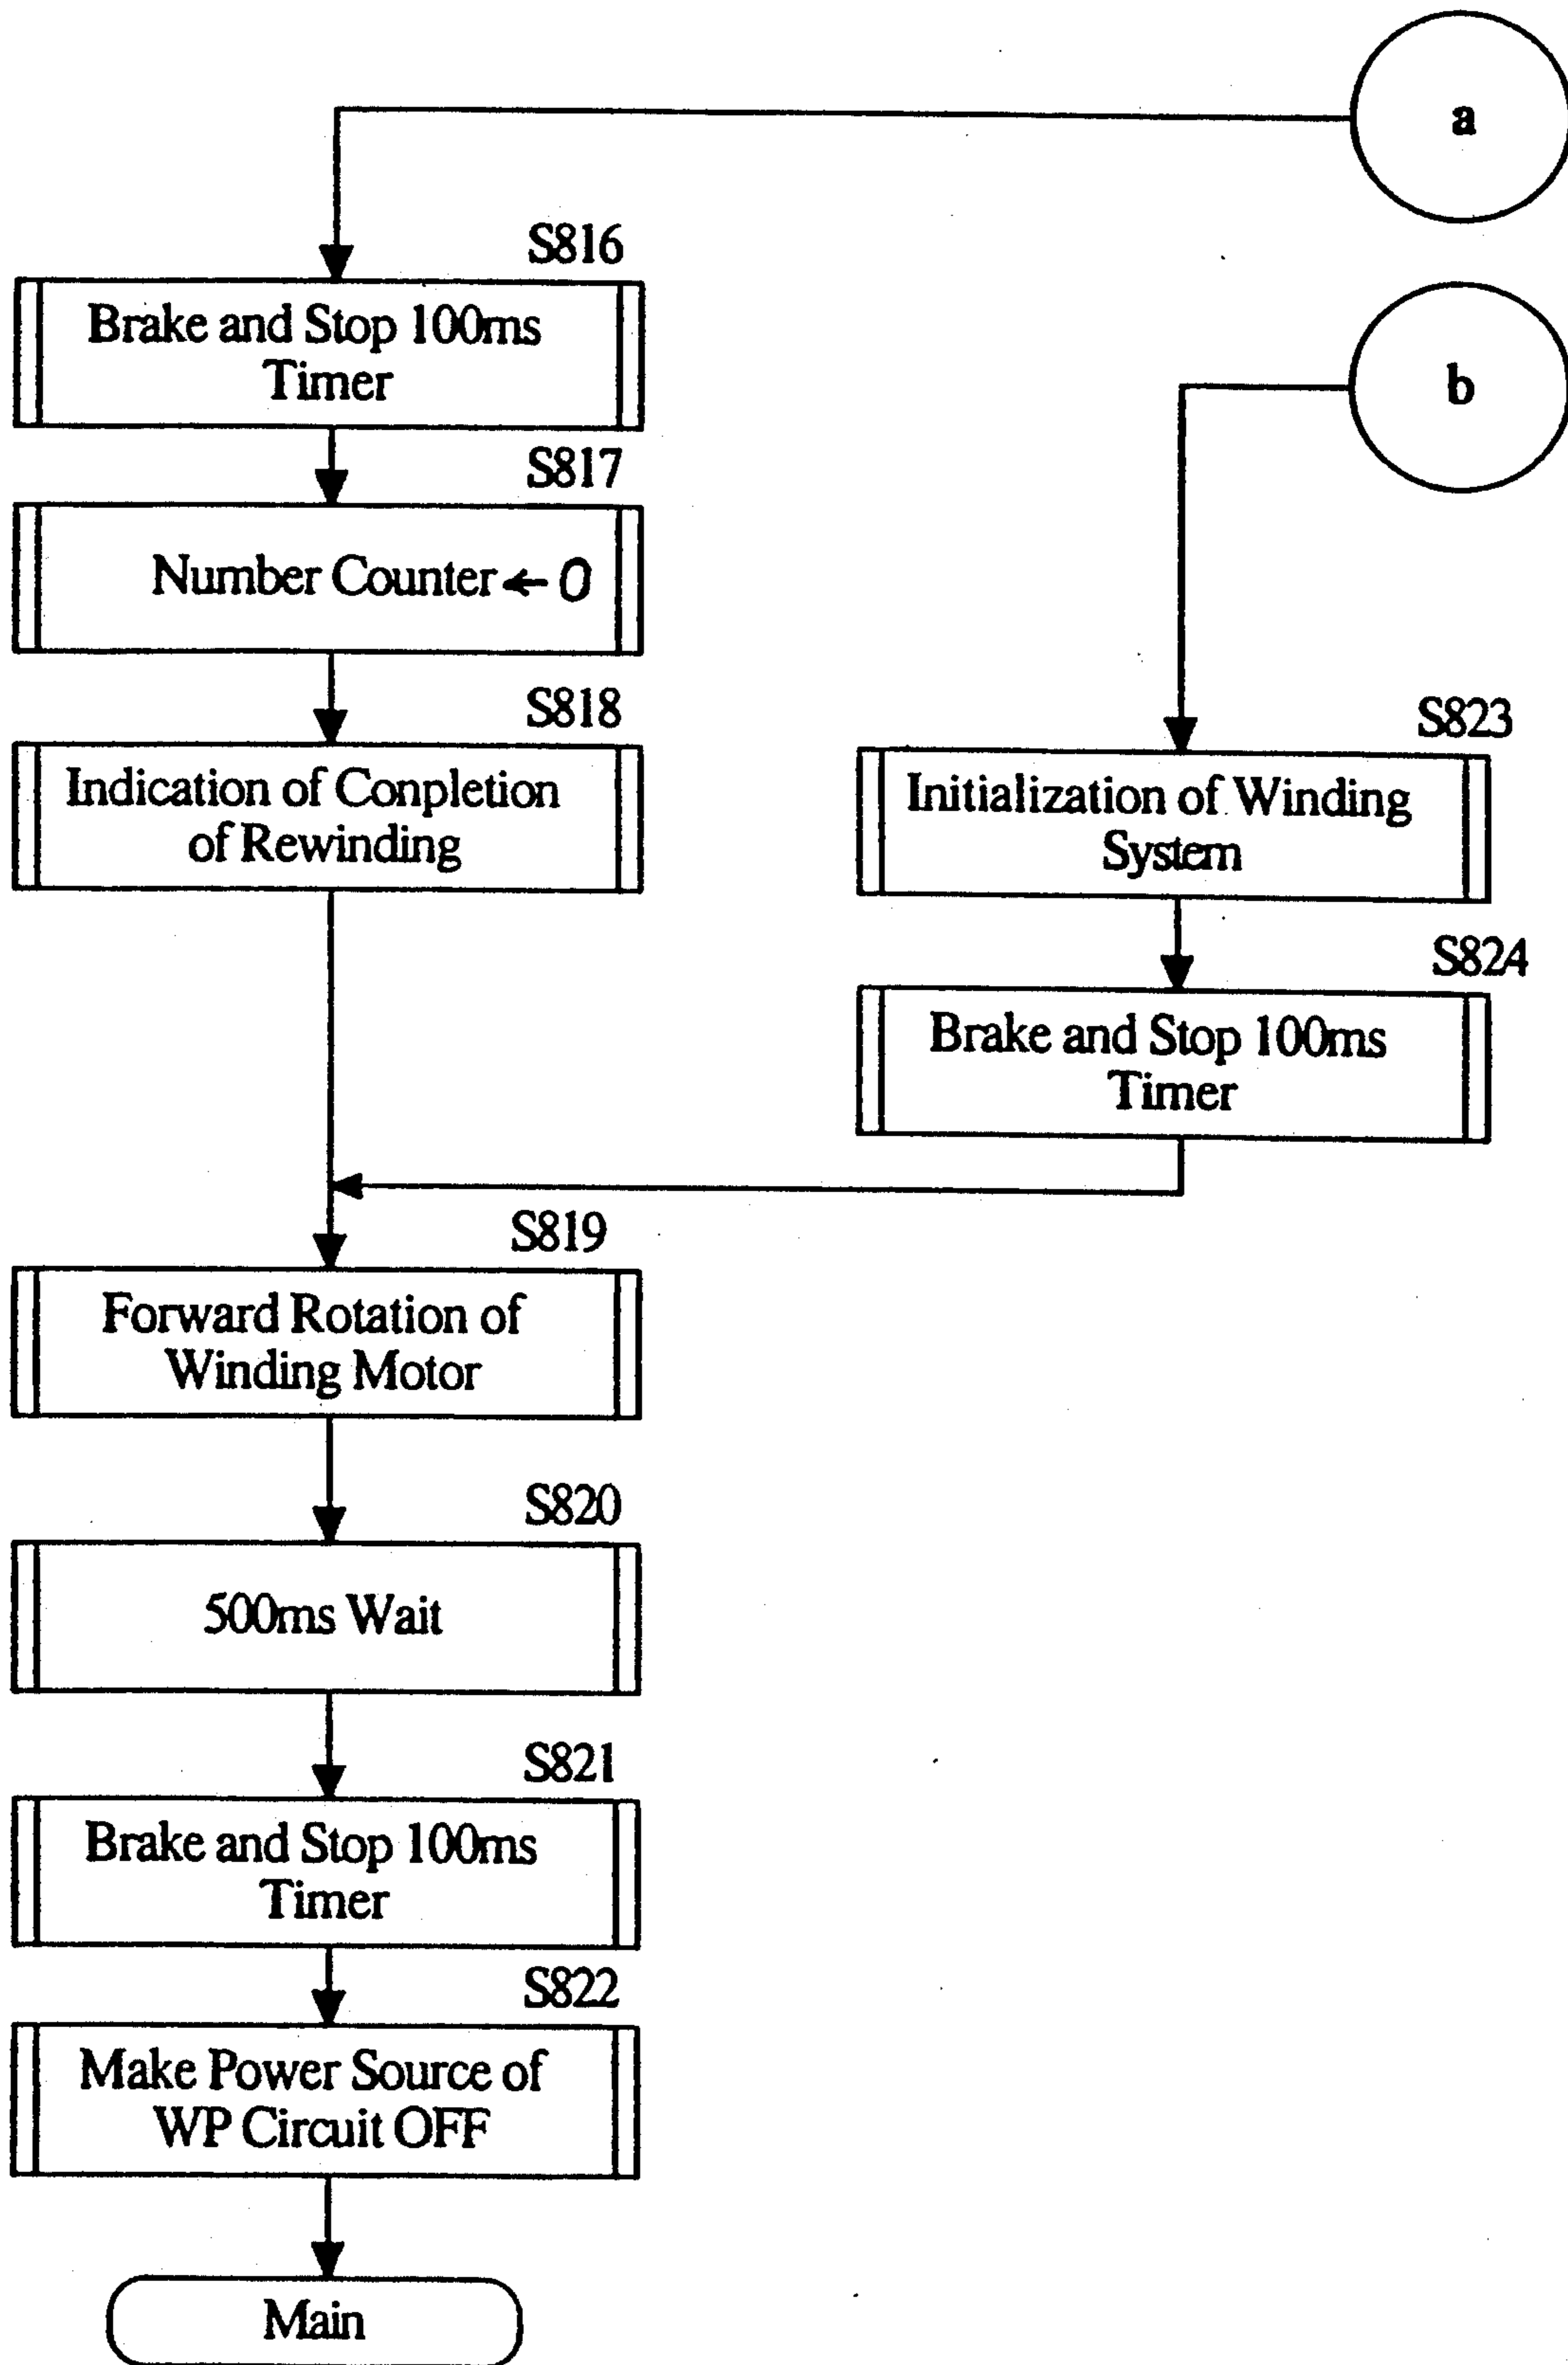 a
S816
Brake and Stop 100ms
Timer
b
S817
Number Counter ← 0
S818
Indication of Conpletion
of Rewinding
S823
Initialization of Winding
System
S824
Brake and Stop 100ms
Timer
S819
Forward Rotation of
Winding Motor
S820
500ms Wait
S821
Brake and Stop 100ms
Timer
S822
Make Power Source of
WP Circuit OFF
Main